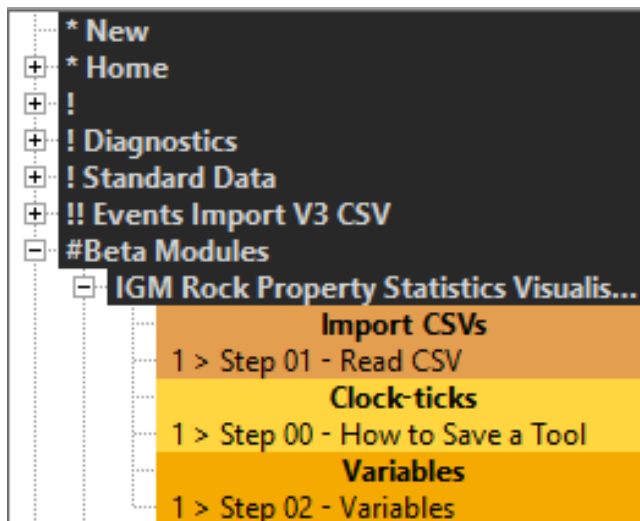 * New
* Home
!
! Diagnostics
! Standard Data
!! Events Import V3 CSV
#Beta Modules
IGM Rock Property Statistics Visualis...
Import CSVs
1 > Step 01 - Read CSV
Clock-ticks
1 > Step 00 - How to Save a Tool
Variables
1 > Step 02 - Variables